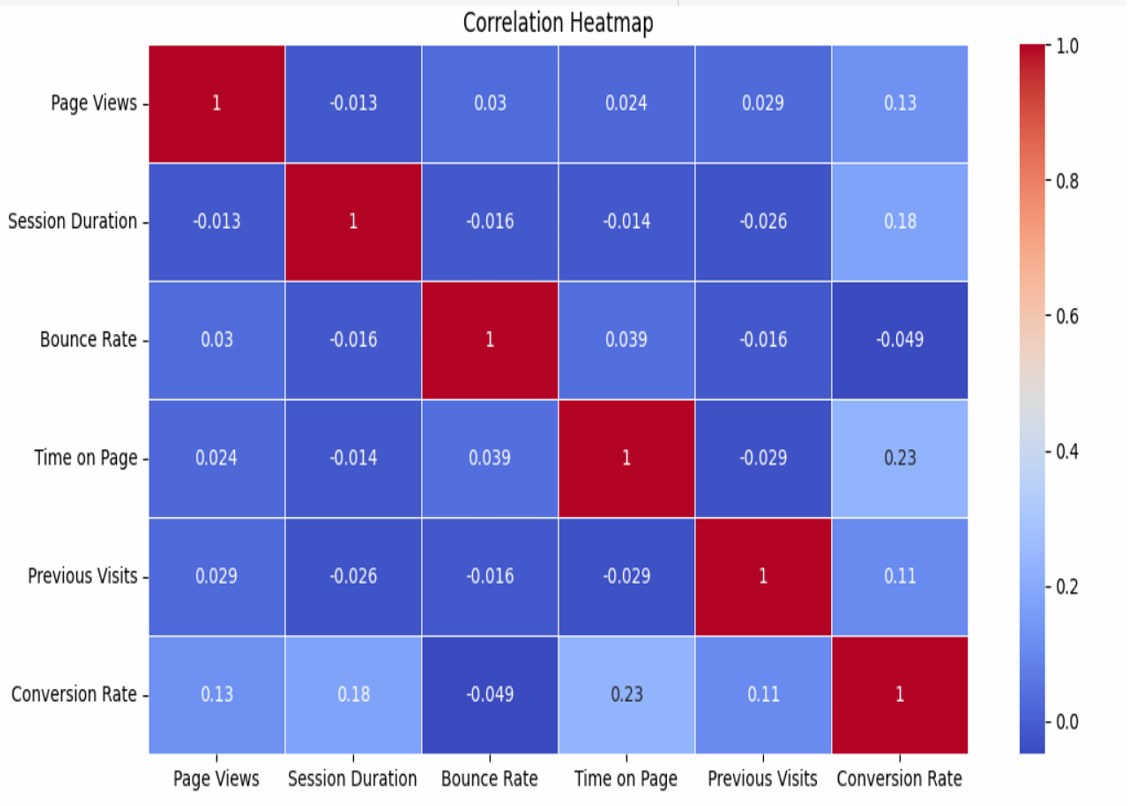 Correlation Heatmap
Page Views 1 -0.013 0.03 0.024 0.029 0.13
Session Duration -0.013 1 -0.016 -0.014 -0.026 0.18
Bounce Rate 0.03 -0.016 1 0.039 -0.016 -0.049
Time on Page 0.024 -0.014 0.039 1 -0.029 0.23
Previous Visits 0.029 -0.026 -0.016 -0.029 1 0.11
Conversion Rate 0.13 0.18 -0.049 0.23 0.11 1
Page Views Session Duration Bounce Rate Time on Page Previous Visits Conversion Rate
1.0
0.8
0.6
0.4
0.2
0.0